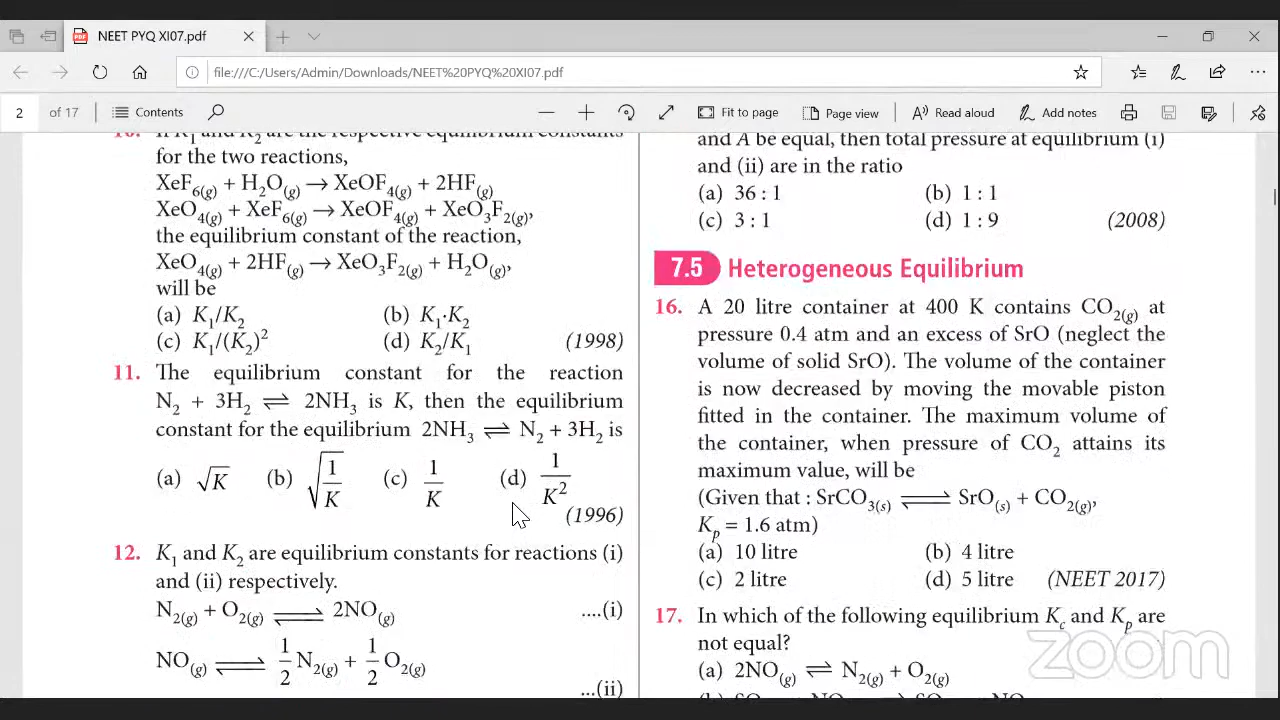 NEET PYQ XI07.pdf
file:///C:/Users/Admin/Downloads/NEET%20PYQ%20XI07.pdf
2 of 17 Contents Fit to page Page view Read aloud Add notes
10. If K₁ and K₂ are the respective equilibrium constants
for the two reactions,
XeF₆(g) + H₂O(g) → XeOF₄(g) + 2HF(g)
XeO₄(g) + XeF₆(g) → XeOF₄(g) + XeO₃F₂(g),
the equilibrium constant of the reaction,
XeO₄(g) + 2HF(g) → XeO₃F₂(g) + H₂O(g),
will be
(a) K₁/K₂ (b) K₁·K₂
(c) K₁/(K₂)² (d) K₂/K₁ (1998)
11. The equilibrium constant for the reaction
N₂ + 3H₂ ⇌ 2NH₃ is K, then the equilibrium
constant for the equilibrium 2NH₃ ⇌ N₂ + 3H₂ is
(a) √K (b) √(1/K) (c) 1/K (d) 1/K²
(1996)
12. K₁ and K₂ are equilibrium constants for reactions (i)
and (ii) respectively.
N₂(g) + O₂(g) ⇌ 2NO(g) ....(i)
NO(g) ⇌ 1/2 N₂(g) + 1/2 O₂(g)
...(ii)
and A be equal, then total pressure at equilibrium (i)
and (ii) are in the ratio
(a) 36 : 1 (b) 1 : 1
(c) 3 : 1 (d) 1 : 9 (2008)
7.5 Heterogeneous Equilibrium
16. A 20 litre container at 400 K contains CO₂(g) at
pressure 0.4 atm and an excess of SrO (neglect the
volume of solid SrO). The volume of the container
is now decreased by moving the movable piston
fitted in the container. The maximum volume of
the container, when pressure of CO₂ attains its
maximum value, will be
(Given that : SrCO₃(s) ⇌ SrO(s) + CO₂(g),
Kp = 1.6 atm)
(a) 10 litre (b) 4 litre
(c) 2 litre (d) 5 litre (NEET 2017)
17. In which of the following equilibrium Kc and Kp are
not equal?
(a) 2NO(g) ⇌ N₂(g) + O₂(g)
zoom